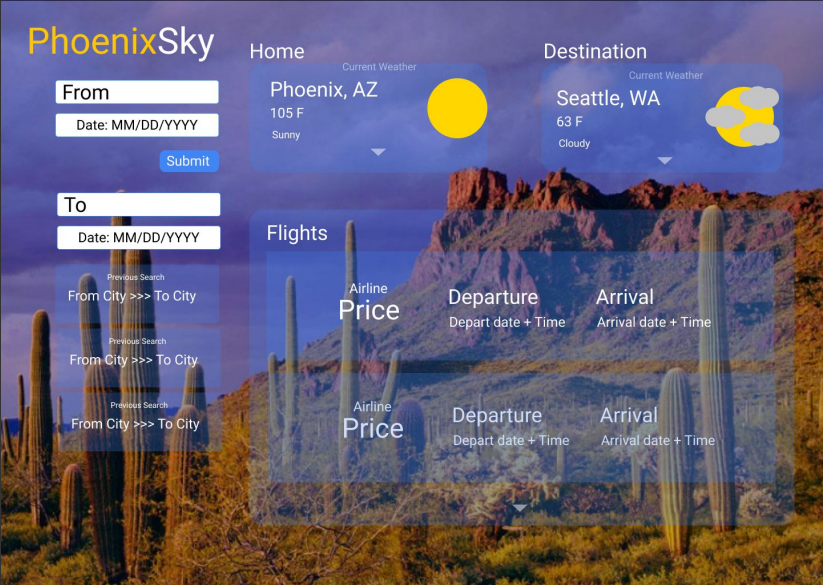 PhoenixSky
From
Date: MM/DD/YYYY
Submit
To
Date: MM/DD/YYYY
Previous Search
From City >>> To City
Previous Search
From City >>> To City
Previous Search
From City >>> To City
Home
Current Weather
Phoenix, AZ
105 F
Sunny
Destination
Current Weather
Seattle, WA
63 F
Cloudy
Flights
Airline
Price
Departure
Depart date + Time
Arrival
Arrival date + Time
Airline
Price
Departure
Depart date + Time
Arrival
Arrival date + Time